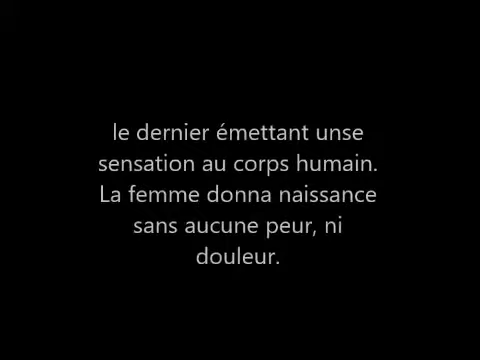 le dernier émettant unse
sensation au corps humain.
La femme donna naissance
sans aucune peur, ni
douleur.